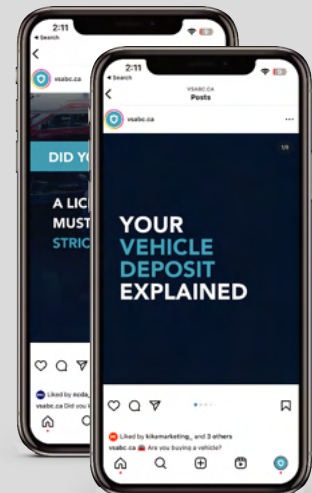 2:11
Search
vsabc.ca
DID YO
A LIC
MUST
STRIC
Liked by
vsabc.ca Did you
2:11
Search
VSABC.CA
Posts
vsabc.ca
1/5
YOUR
VEHICLE
DEPOSIT
EXPLAINED
Liked by kikamarketing_ and 3 others
vsabc.ca 🚘 Are you buying a vehicle?